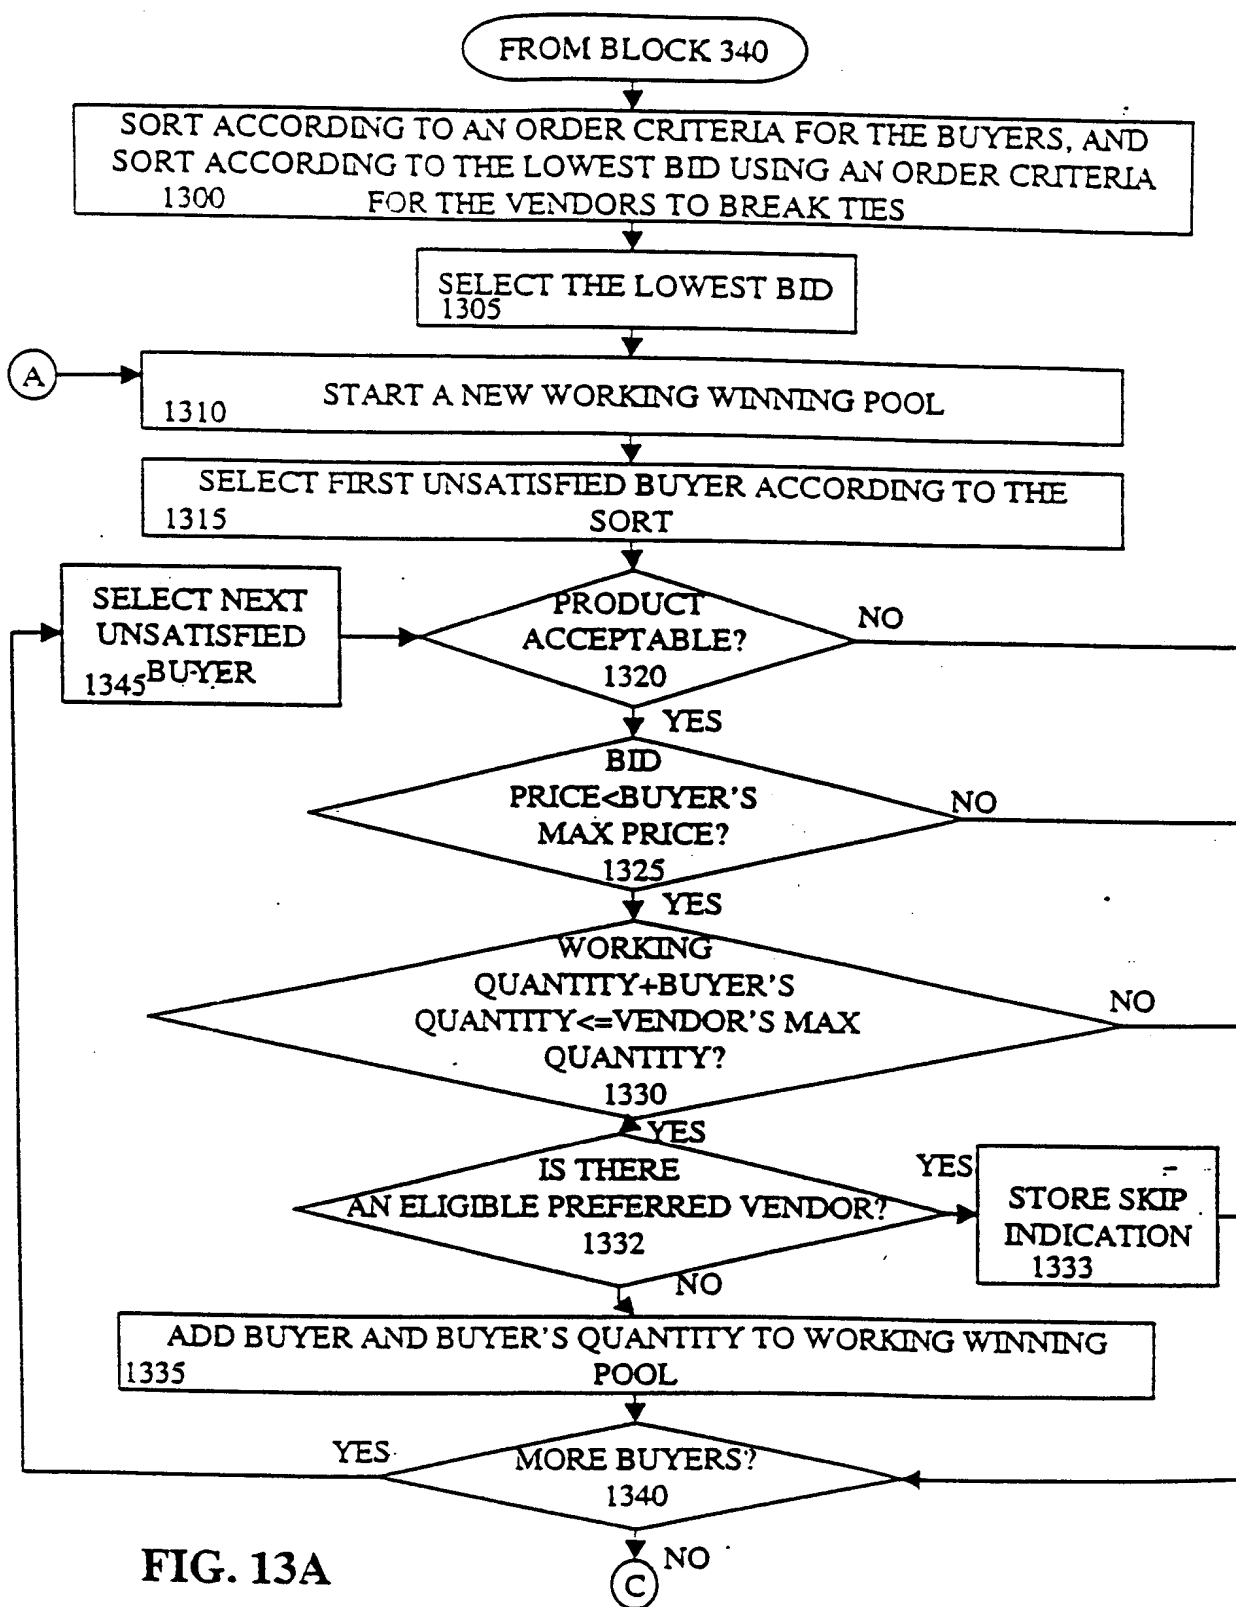 FROM BLOCK 340
SORT ACCORDING TO AN ORDER CRITERIA FOR THE BUYERS, AND
SORT ACCORDING TO THE LOWEST BID USING AN ORDER CRITERIA
1300 FOR THE VENDORS TO BREAK TIES
SELECT THE LOWEST BID
1305
A
START A NEW WORKING WINNING POOL
1310
SELECT FIRST UNSATISFIED BUYER ACCORDING TO THE
1315 SORT
SELECT NEXT
UNSATISFIED
BUYER
1345
PRODUCT
ACCEPTABLE?
1320
NO
YES
BID
PRICE<BUYER'S
MAX PRICE?
1325
NO
YES
WORKING
QUANTITY+BUYER'S
QUANTITY<=VENDOR'S MAX
QUANTITY?
1330
NO
YES
IS THERE
AN ELIGIBLE PREFERRED VENDOR?
1332
YES
STORE SKIP
INDICATION
1333
NO
ADD BUYER AND BUYER'S QUANTITY TO WORKING WINNING
1335 POOL
YES
MORE BUYERS?
1340
NO
C
FIG. 13A